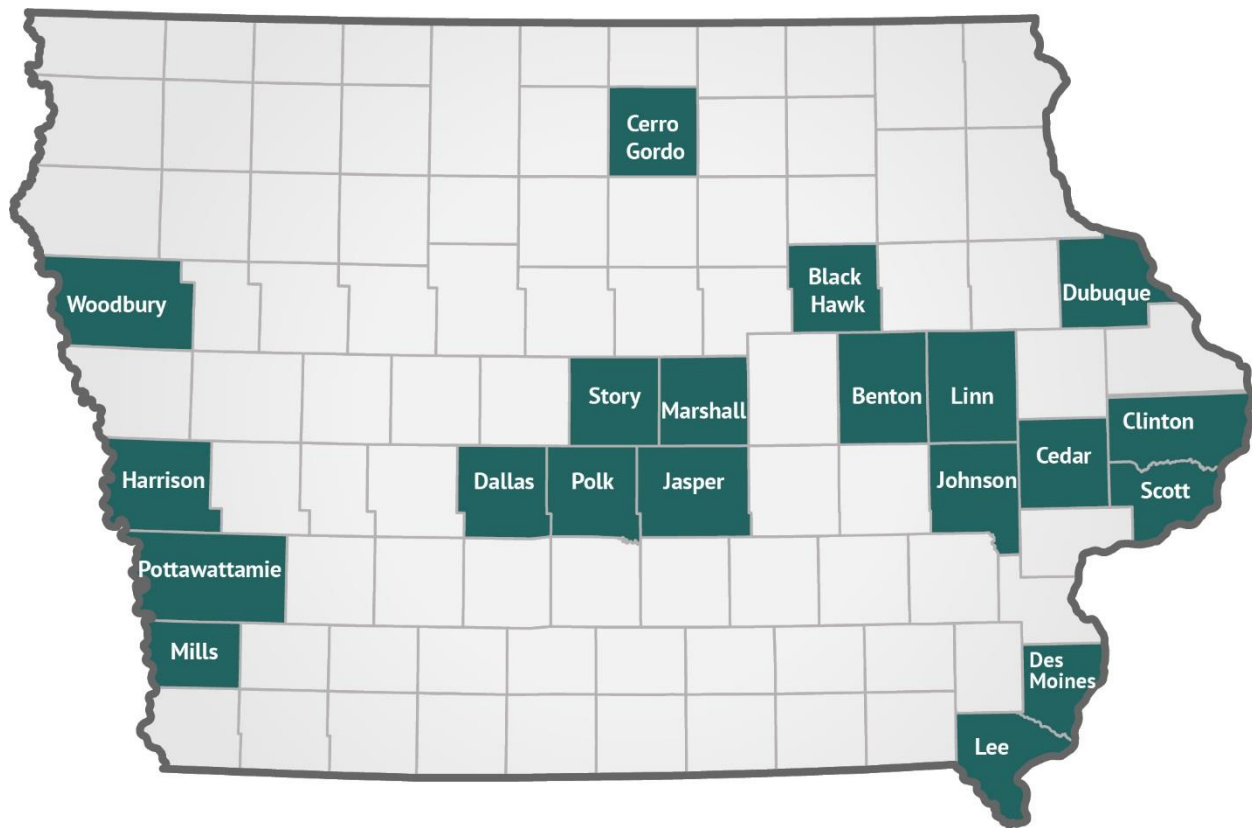 Cerro
Gordo
Woodbury
Black
Hawk
Dubuque
Story
Marshall
Benton
Linn
Clinton
Harrison
Dallas
Polk
Jasper
Johnson
Cedar
Scott
Pottawattamie
Mills
Des
Moines
Lee